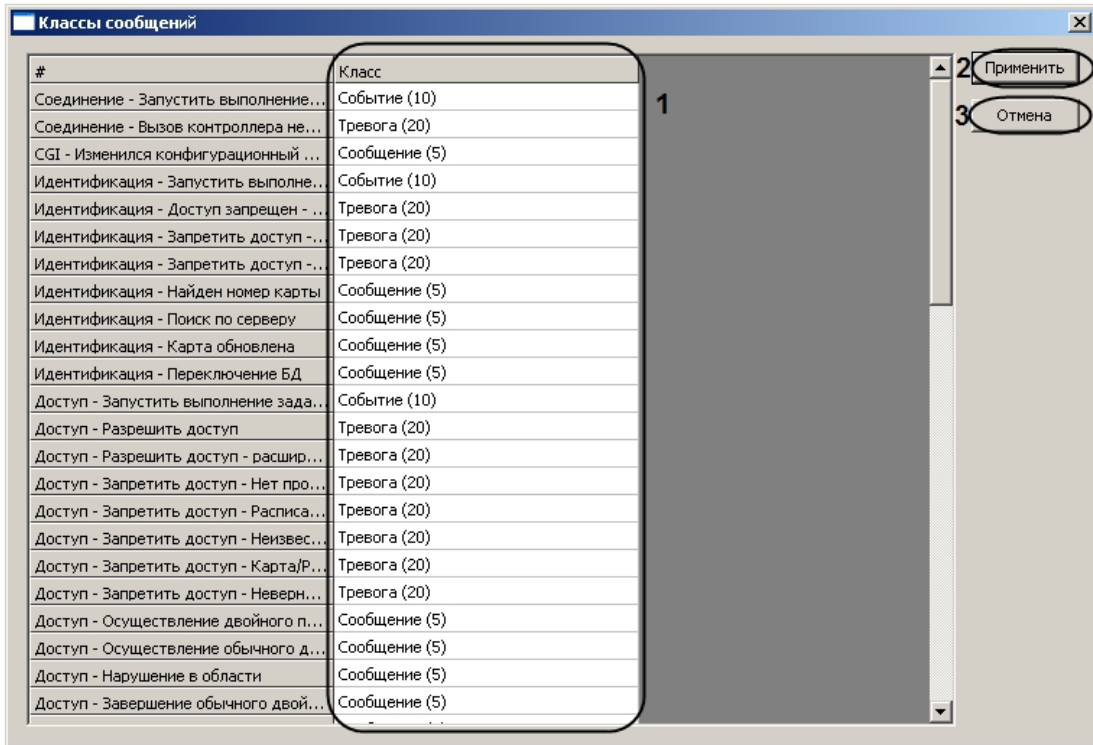 Классы сообщений
# Класс
Соединение - Запустить выполнение... Событие (10)
Соединение - Вызов контроллера не... Тревога (20)
CGI - Изменился конфигурационный ... Сообщение (5)
Идентификация - Запустить выполне... Событие (10)
Идентификация - Доступ запрещен - ... Тревога (20)
Идентификация - Запретить доступ -... Тревога (20)
Идентификация - Запретить доступ -... Тревога (20)
Идентификация - Найден номер карты Сообщение (5)
Идентификация - Поиск по серверу Сообщение (5)
Идентификация - Карта обновлена Сообщение (5)
Идентификация - Переключение БД Сообщение (5)
Доступ - Запустить выполнение зада... Событие (10)
Доступ - Разрешить доступ Тревога (20)
Доступ - Разрешить доступ - расшир... Тревога (20)
Доступ - Запретить доступ - Нет про... Тревога (20)
Доступ - Запретить доступ - Расписа... Тревога (20)
Доступ - Запретить доступ - Неизвес... Тревога (20)
Доступ - Запретить доступ - Карта/Р... Тревога (20)
Доступ - Запретить доступ - Неверн... Тревога (20)
Доступ - Осуществление двойного п... Сообщение (5)
Доступ - Осуществление обычного д... Сообщение (5)
Доступ - Нарушение в области Сообщение (5)
Доступ - Завершение обычного двой... Сообщение (5)
1
2 Применить
3 Отмена